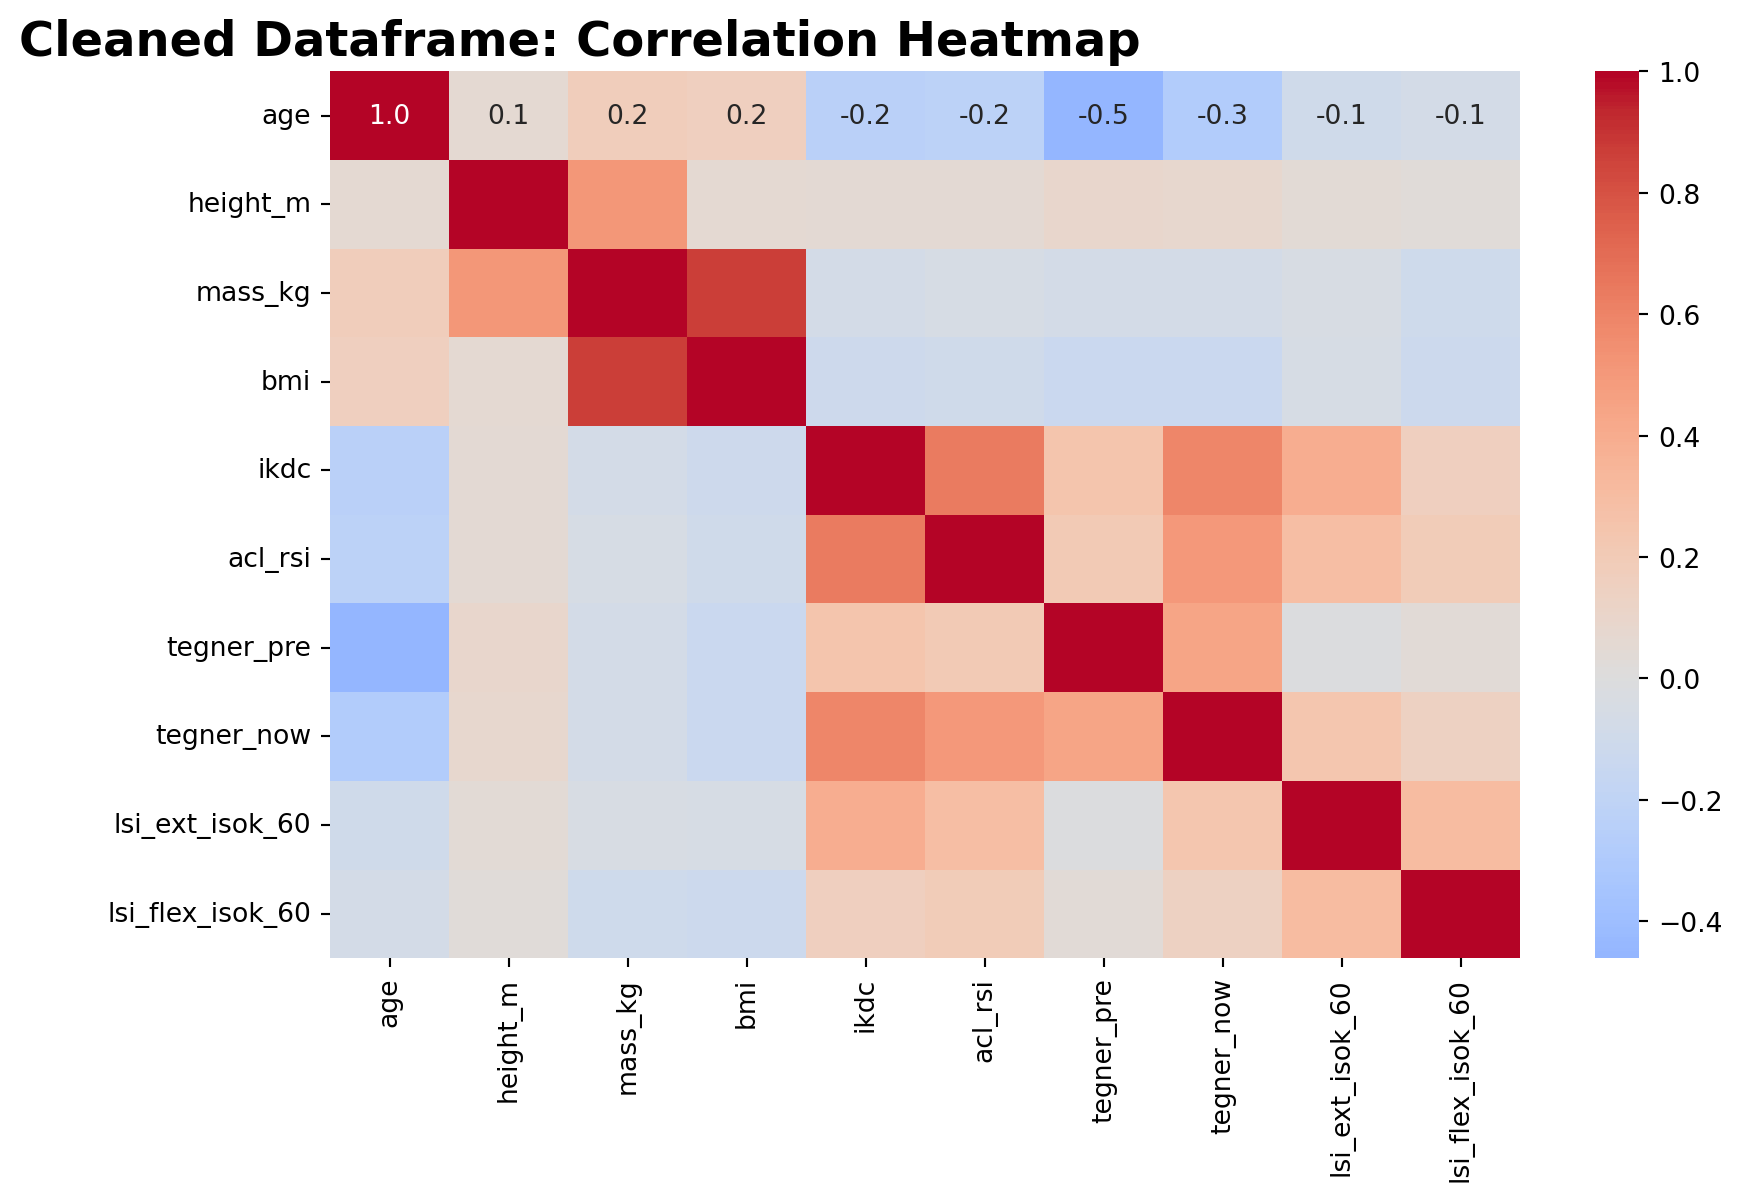 Cleaned Dataframe: Correlation Heatmap
age 1.0 0.1 0.2 0.2 -0.2 -0.2 -0.5 -0.3 -0.1 -0.1
height_m
mass_kg
bmi
ikdc
acl_rsi
tegner_pre
tegner_now
lsi_ext_isok_60
lsi_flex_isok_60
age
height_m
mass_kg
bmi
ikdc
acl_rsi
tegner_pre
tegner_now
lsi_ext_isok_60
lsi_flex_isok_60
1.0
0.8
0.6
0.4
0.2
0.0
−0.2
−0.4